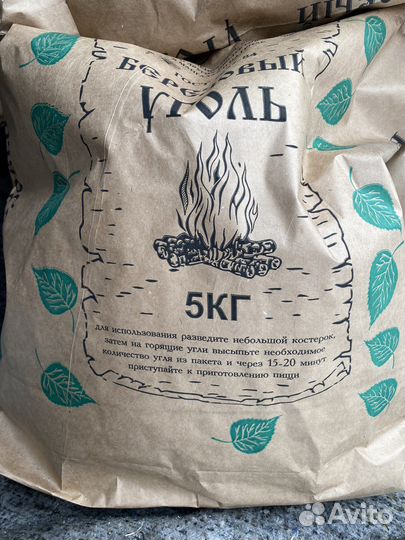 БЕРЕЗОВЫЙ
УГОЛЬ
5КГ
для использования разведите небольшой костерок,
затем на горящие угли высыпьте необходимое
количество угля из пакета и через 15-20 минут
приступайте к приготовлению пищи
Avito